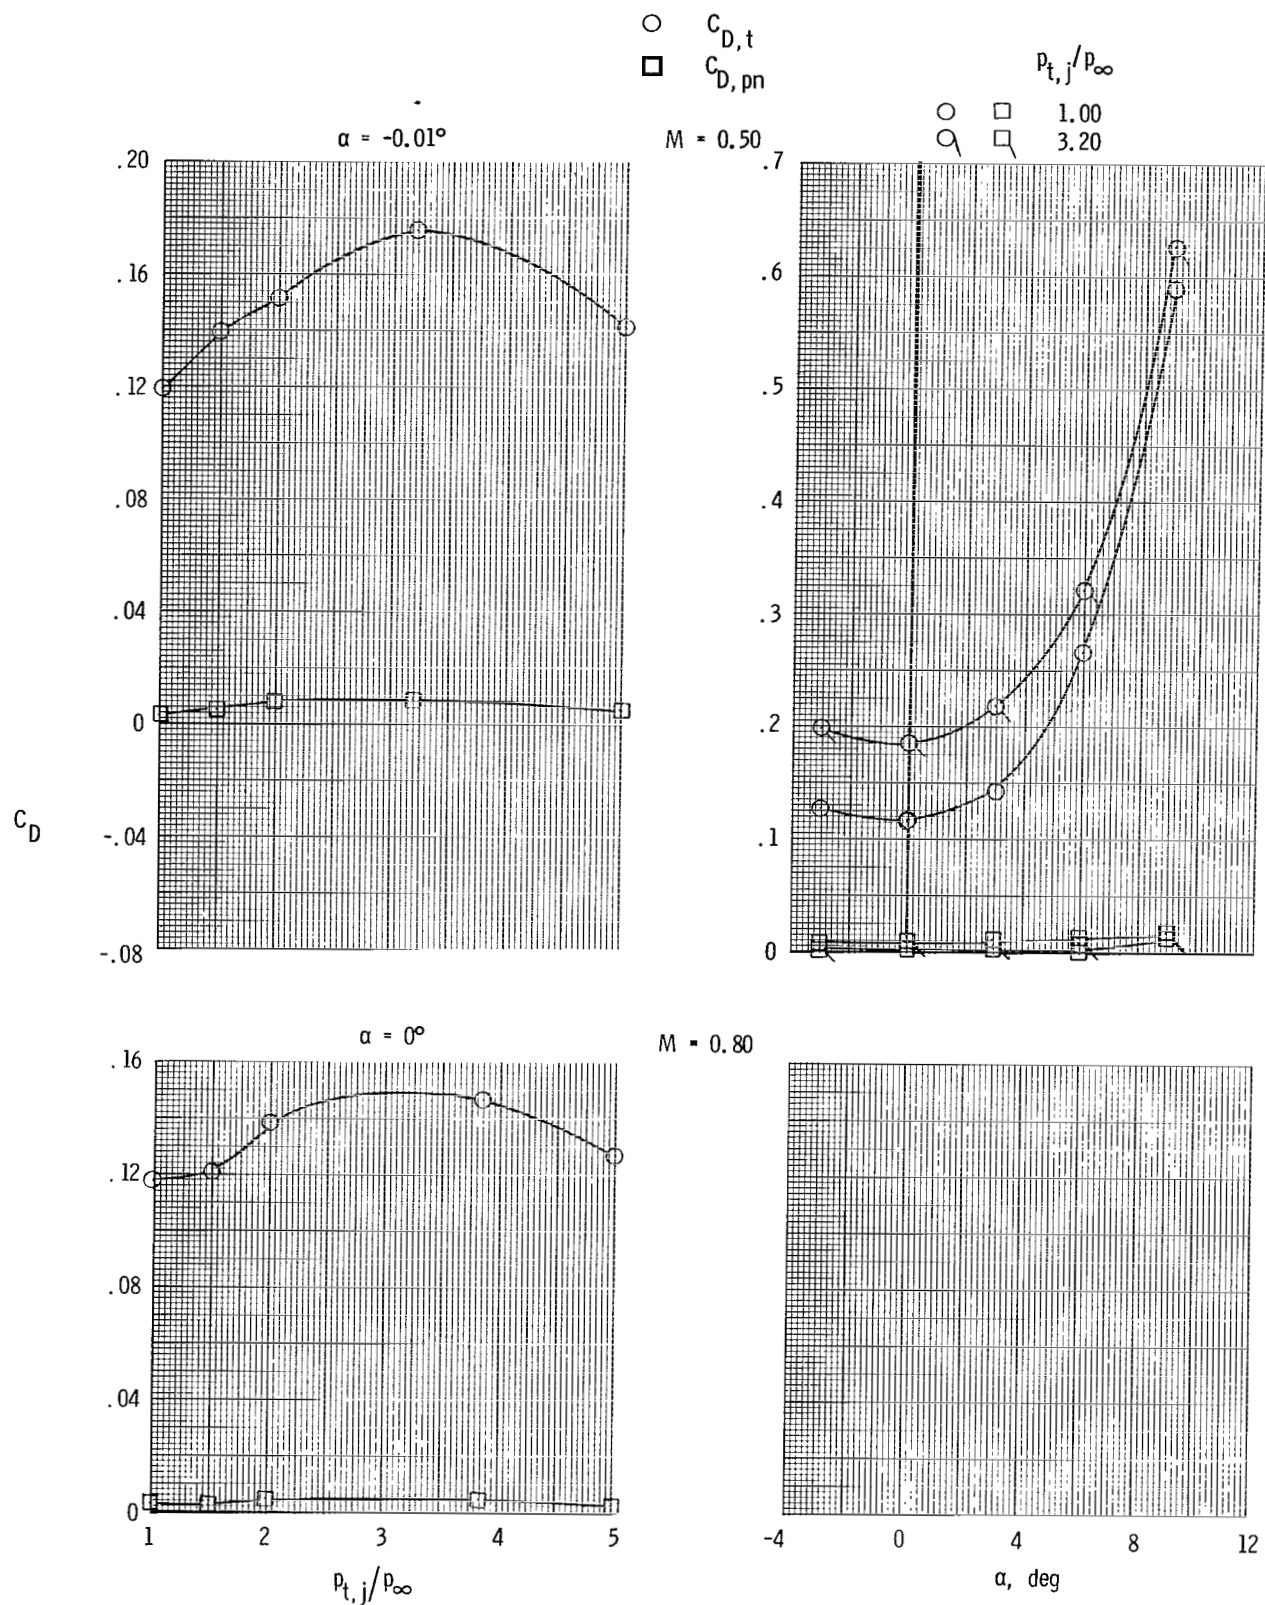 ○ C_D,t
□ C_D,pn
p_t,j/p_∞
○ □ 1.00
○ □ 3.20
α = -0.01°
M = 0.50
.20
.16
.12
.08
.04
0
-.04
-.08
C_D
.7
.6
.5
.4
.3
.2
.1
0
α = 0°
M = 0.80
.16
.12
.08
.04
0
1 2 3 4 5
p_t,j/p_∞
-4 0 4 8 12
α, deg